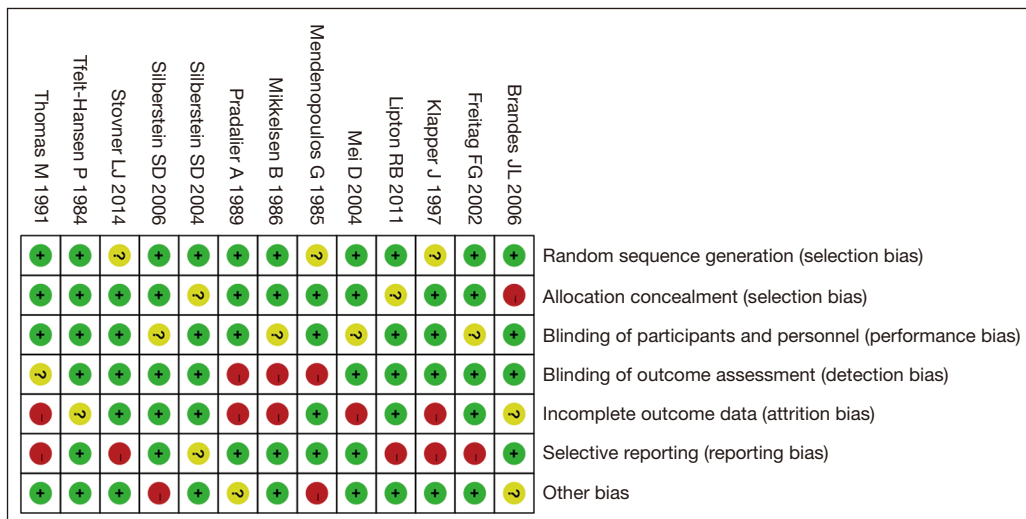 Thomas M 1991
Tfelt-Hansen P 1984
Stovner LJ 2014
Silberstein SD 2006
Silberstein SD 2004
Pradalier A 1989
Mikkelsen B 1986
Mendenopoulos G 1985
Mei D 2004
Lipton RB 2011
Klapper J 1997
Freitag FG 2002
Brandes JL 2006
+ + ? + + + + ? + + ? + + Random sequence generation (selection bias)
+ + + + ? + + + + ? + + – Allocation concealment (selection bias)
+ + + ? + + ? + ? + + ? + Blinding of participants and personnel (performance bias)
? + + + + – – – + + + + + Blinding of outcome assessment (detection bias)
– ? + + + – – + – + – + ? Incomplete outcome data (attrition bias)
– + – + ? + + + + – – – + Selective reporting (reporting bias)
+ + + – + ? + – + + + + ? Other bias